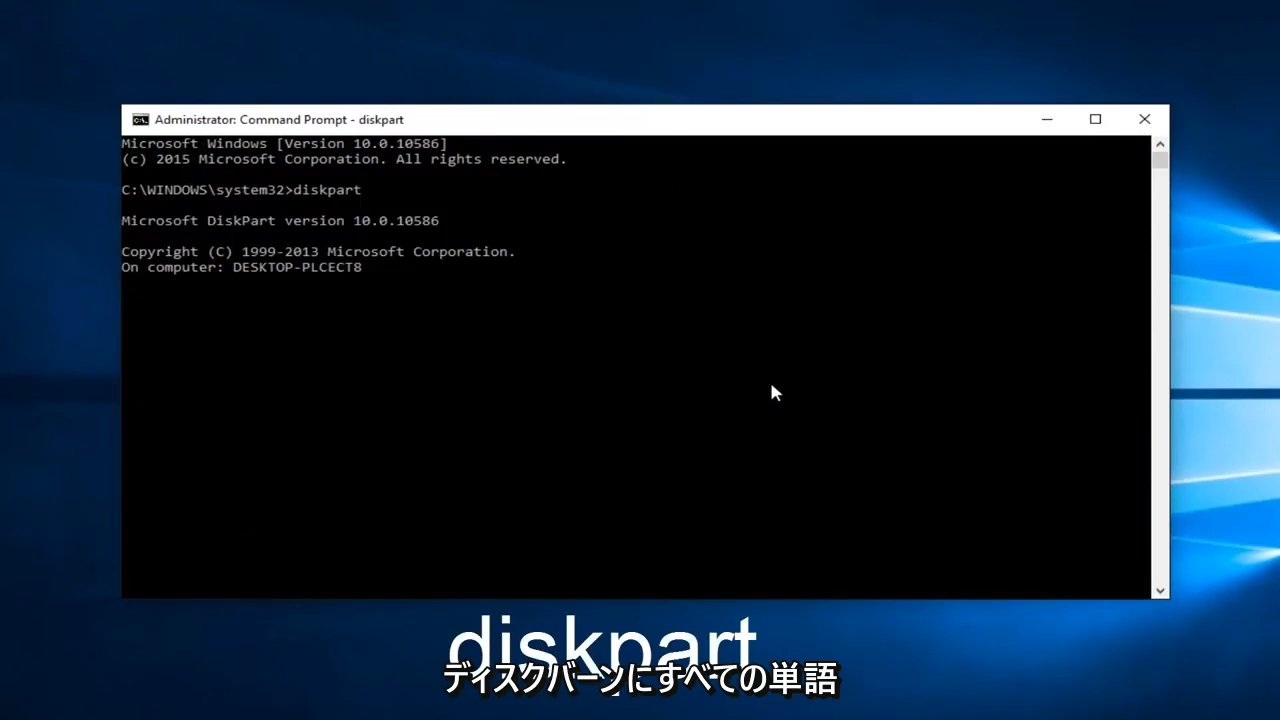 Administrator: Command Prompt - diskpart
Microsoft Windows [Version 10.0.10586]
(c) 2015 Microsoft Corporation. All rights reserved.
C:\WINDOWS\system32>diskpart
Microsoft DiskPart version 10.0.10586
Copyright (C) 1999-2013 Microsoft Corporation.
On computer: DESKTOP-PLCECT8
diskpart
ディスクバーンにすべての単語